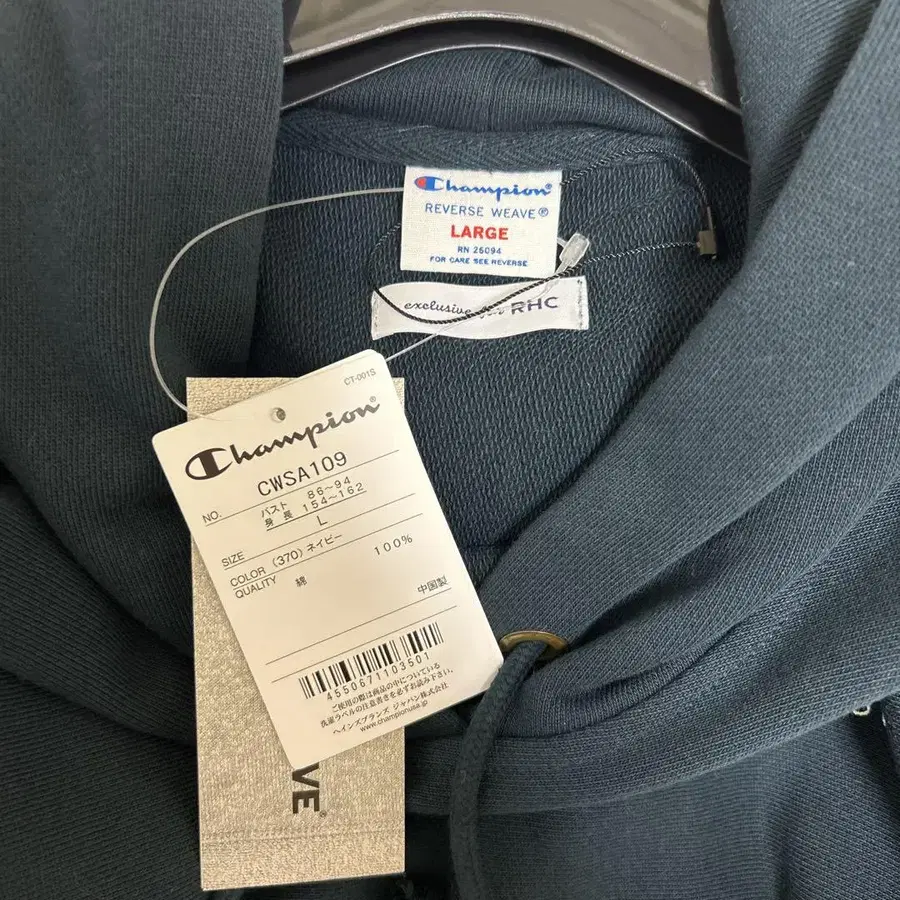 Champion®
REVERSE WEAVE®
LARGE
RN 26094
FOR CARE SEE REVERSE
exclusive for RHC
CT-001S
Champion®
NO. CWSA109
バスト 86～94
身長 154～162
SIZE L
COLOR (370) ネイビー
QUALITY 綿 100%
中国製
4550671103501
ご使用の際は商品の中についている
洗濯ラベルの注意書きを必ずお読み下さい。
ヘインズブランズ ジャパン株式会社
www.championusa.jp
VE®